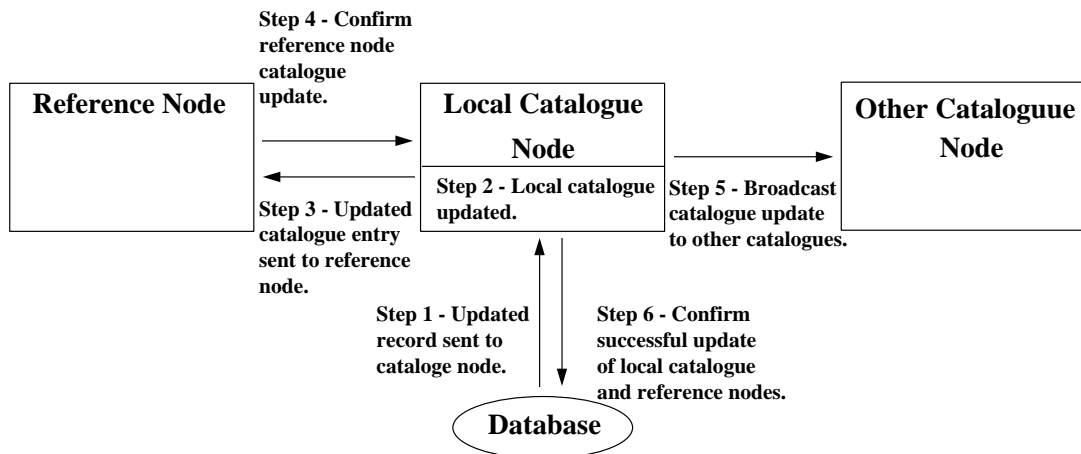 Step 4 - Confirm
reference node
catalogue
update.
Reference Node
Local Catalogue
Node
Other Cataloguue
Node
Step 2 - Local catalogue
updated.
Step 3 - Updated
catalogue entry
sent to reference
node.
Step 5 - Broadcast
catalogue update
to other catalogues.
Step 1 - Updated
record sent to
cataloge node.
Step 6 - Confirm
successful update
of local catalogue
and reference nodes.
Database